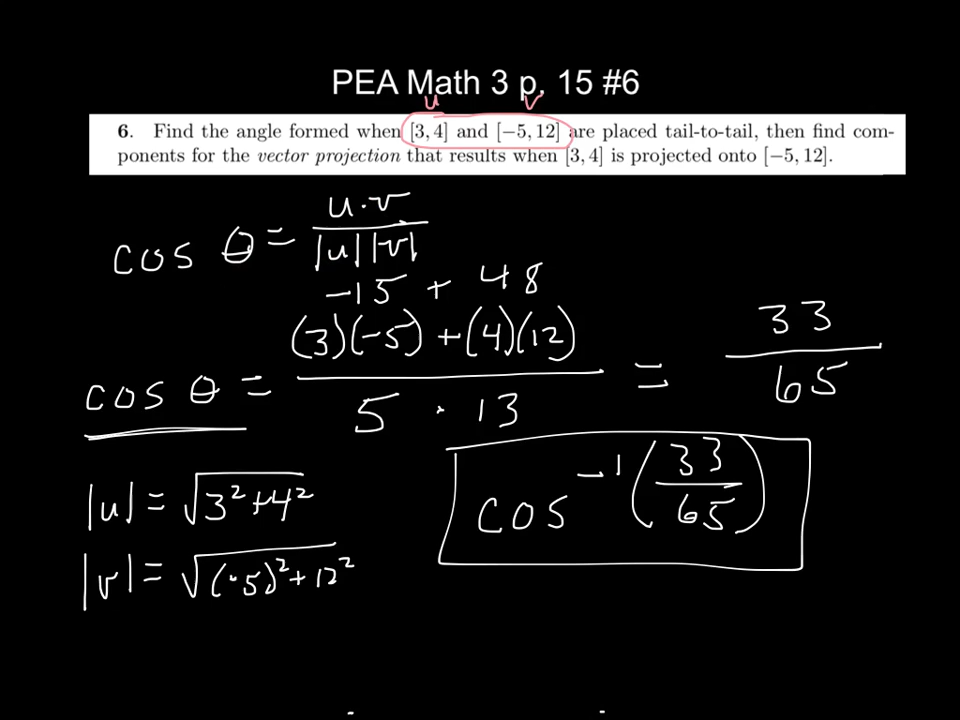 PEA Math 3 p. 15 #6
u v
6. Find the angle formed when [3, 4] and [−5, 12] are placed tail-to-tail, then find com-
ponents for the vector projection that results when [3, 4] is projected onto [−5, 12].
cos θ = u·v / |u| |v|
-15 + 48
cos θ = (3)(-5) + (4)(12) / 5 · 13 = 33 / 65
|u| = √3² + 4²
cos⁻¹(33/65)
|v| = √(-5)² + 12²